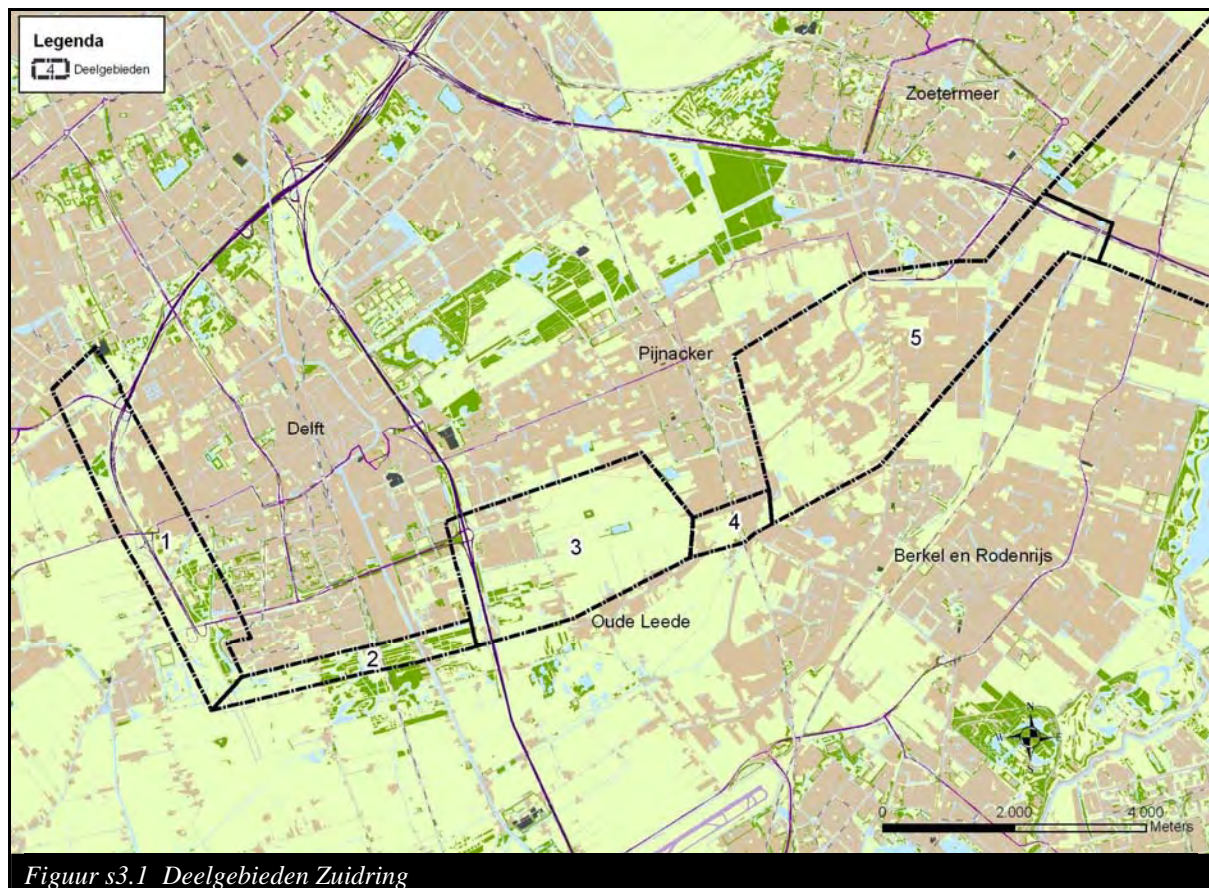 Legenda
4 Deelgebieden
Zoetermeer
5
Pijnacker
Delft
4
1
3
Berkel en Rodenrijs
Oude Leede
2
N
0 2.000 4.000
Meters
Figuur s3.1 Deelgebieden Zuidring